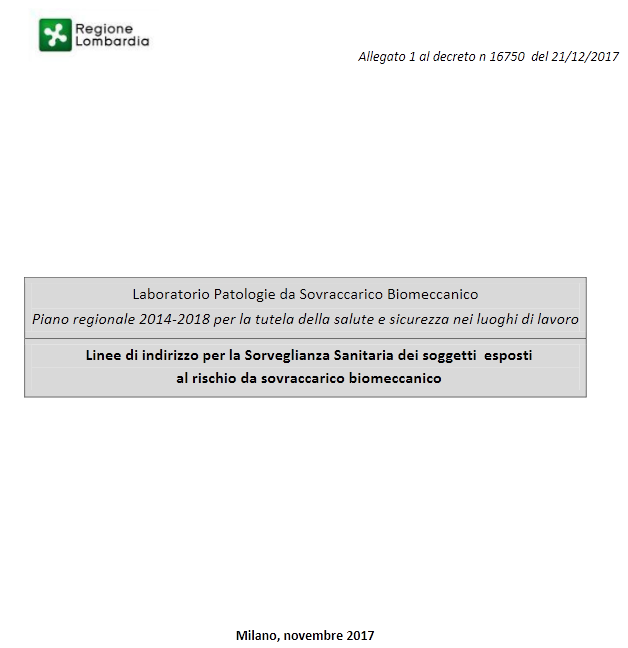 Regione
Lombardia
Allegato 1 al decreto n 16750 del 21/12/2017
Laboratorio Patologie da Sovraccarico Biomeccanico
Piano regionale 2014-2018 per la tutela della salute e sicurezza nei luoghi di lavoro
Linee di indirizzo per la Sorveglianza Sanitaria dei soggetti esposti
al rischio da sovraccarico biomeccanico
Milano, novembre 2017